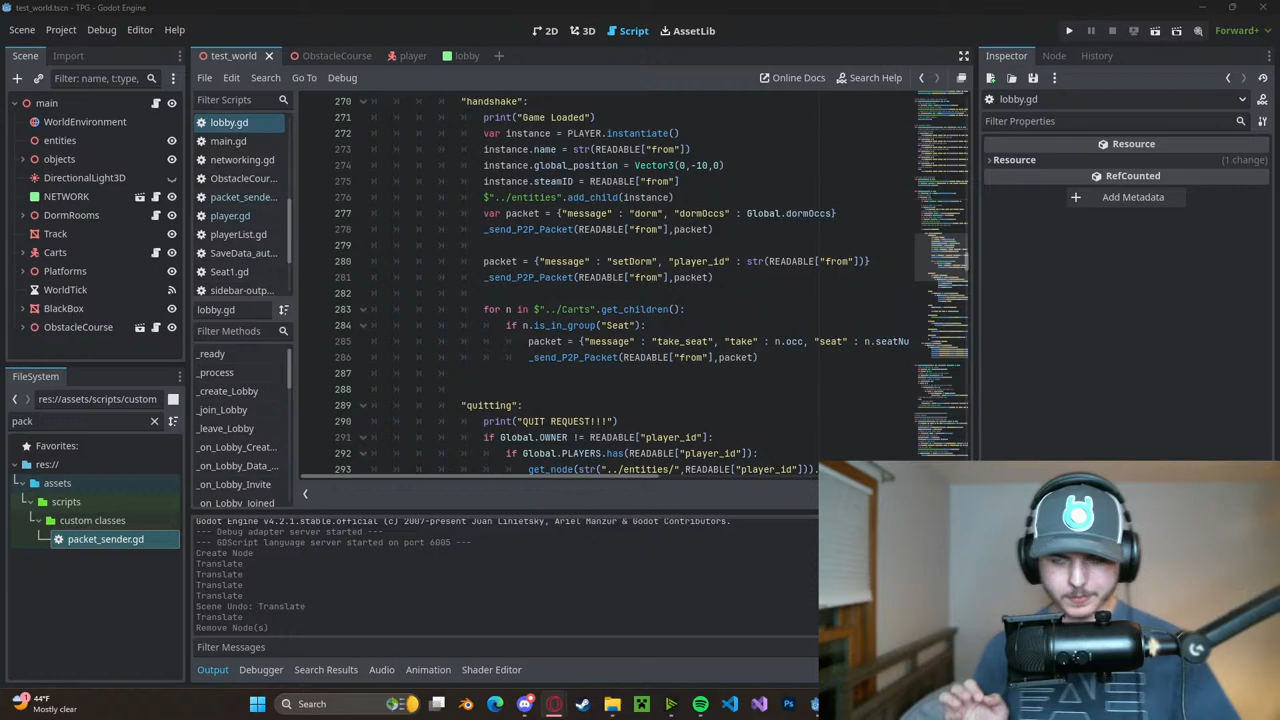 test_world.tscn - TPG - Godot Engine
Scene Project Debug Editor Help
2D 3D Script AssetLib
Forward+
Scene Import
Filter: name, t:type,
main
WorldEnvironment
entities
objects
DirectionalLight3D
NETWORK
DormRooms
Track
Carts
Platforms
WorldTick
Blackout
ObstacleCourse
FileSystem
res://assets/scripts/custom
pack
Favorites:
res://
assets
scripts
custom classes
packet_sender.gd
test_world ObstacleCourse player lobby
File Edit Search Go To Debug
Online Docs Search Help
Filter Scripts
lobby.gd
main.gd
ObstacleCour...
packet_sende...
player.gd
Seat.gd
lobby.gd
Filter Methods
_ready
_process
_create_Lobby
_join_Lobby
_leave_Lobby
_on_Lobby_Creat...
_on_Lobby_Data_...
_on_Lobby_Invite
_on_Lobby_Joined
270 "handshake":
271 print("Game Loaded")
272 var instance = PLAYER.instantiate()
273 instance.name = str(READABLE["from"])
274 instance.global_position = Vector3(0,-10,0)
275 instance.steamID = READABLE["from"]
276 $"../entities".add_child(instance)
277 var packet = {"message" : "dorm", "dormOccs" : Global.dormOccs}
278 _send_P2P_Packet(READABLE["from"],packet)
279
280 packet = {"message" : "setDorm", "player_id" : str(READABLE["from"])}
281 _send_P2P_Packet(READABLE["from"],packet)
282
283 for n in $"../Carts".get_children():
284 if n.is_in_group("Seat"):
285 packet = {"message" : "take_seat", "take" : n.occ, "seat" : n.seatNu
286 _send_P2P_Packet(READABLE["from"],packet)
287
288
289 "quitting":
290 print("QUIT REQUEST!!!")
291 if Global.OWNER != READABLE["player_id"]:
292 if Global.PLAYERS.has(READABLE["player_id"]):
293 get_node(str("../entities/",READABLE["player_id"])).
Godot Engine v4.2.1.stable.official (c) 2007-present Juan Linietsky, Ariel Manzur & Godot Contributors.
--- Debug adapter server started ---
--- GDScript language server started on port 6005 ---
Create Node
Translate
Translate
Translate
Translate
Scene Undo: Translate
Translate
Remove Node(s)
Filter Messages
Output Debugger Search Results Audio Animation Shader Editor
Inspector Node History
lobby.gd
Filter Properties
Resource
Resource (1 change)
RefCounted
Add Metadata
44°F
Mostly clear
Search